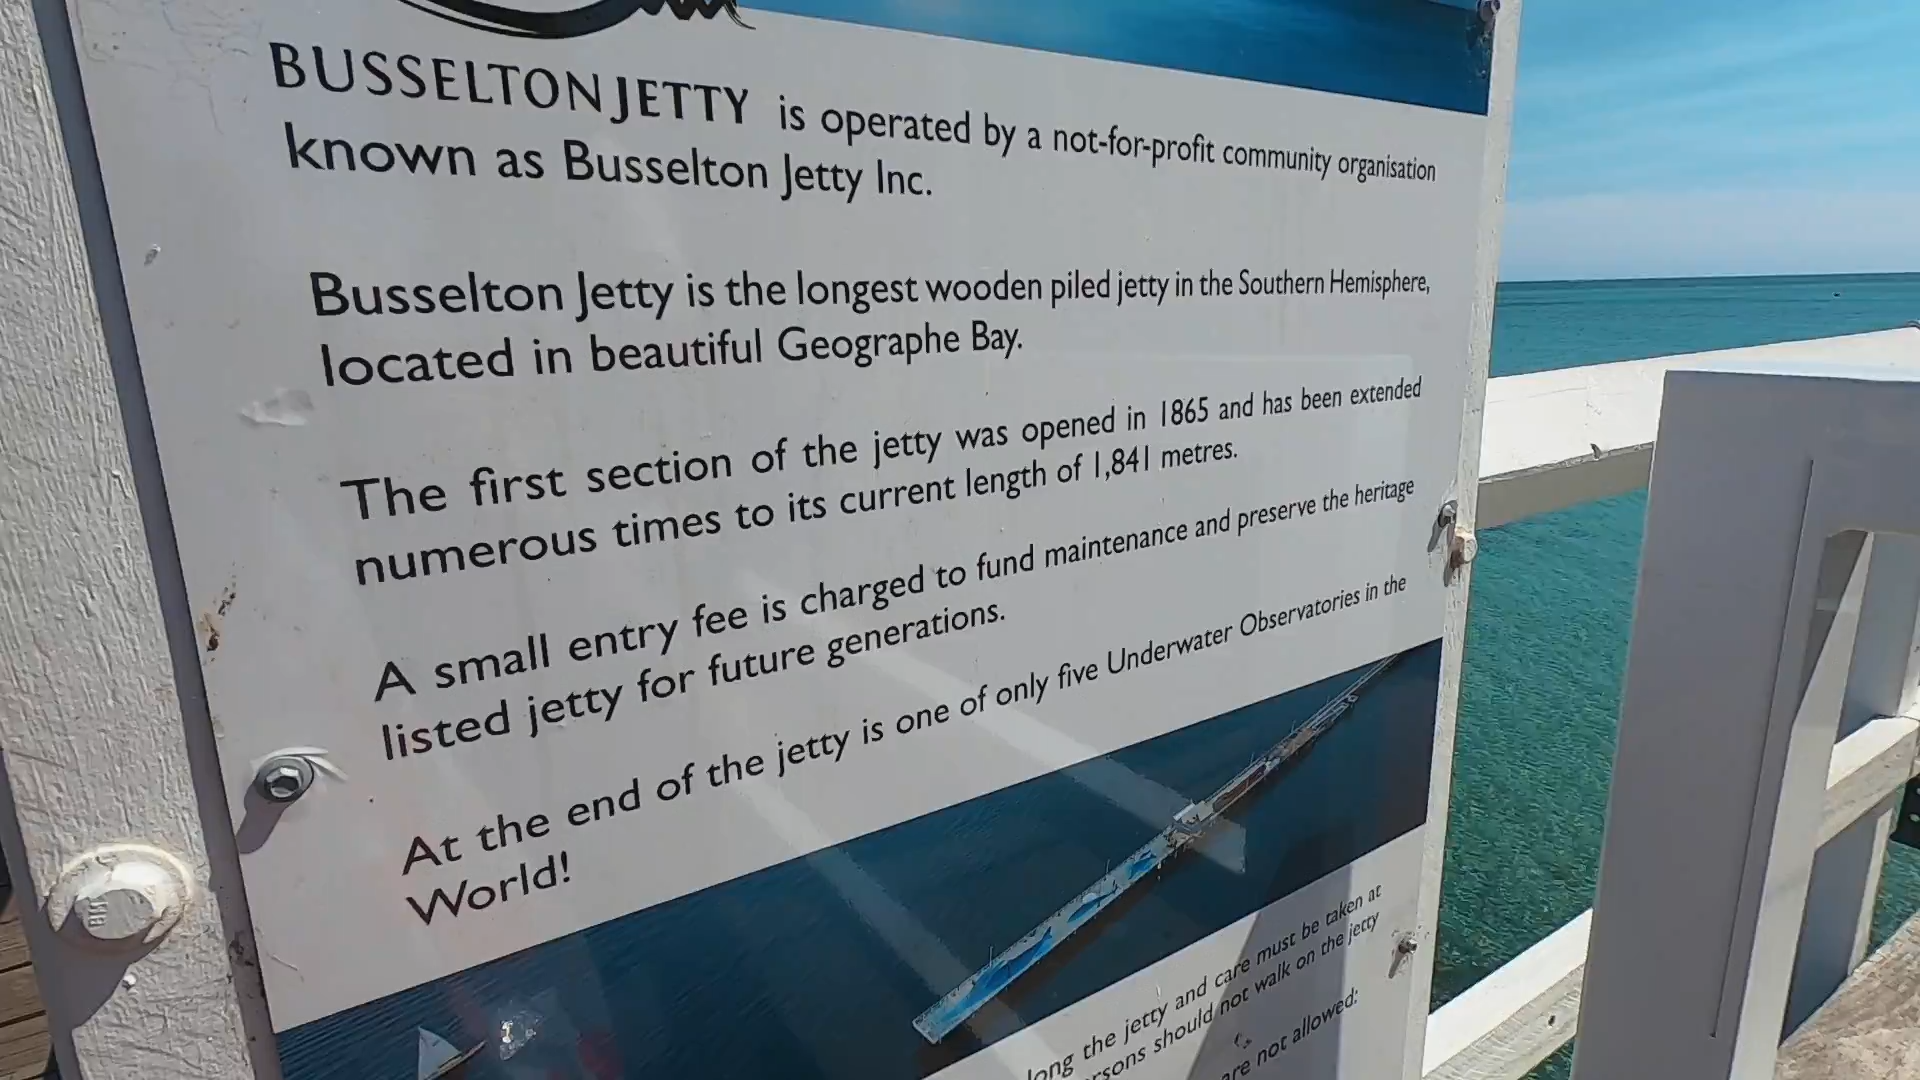 BUSSELTON JETTY is operated by a not-for-profit community organisation
known as Busselton Jetty Inc.
Busselton Jetty is the longest wooden piled jetty in the Southern Hemisphere,
located in beautiful Geographe Bay.
The first section of the jetty was opened in 1865 and has been extended
numerous times to its current length of 1,841 metres.
A small entry fee is charged to fund maintenance and preserve the heritage
listed jetty for future generations.
At the end of the jetty is one of only five Underwater Observatories in the
World!
the jetty and care must be taken at
should not walk on the jetty
not allowed: